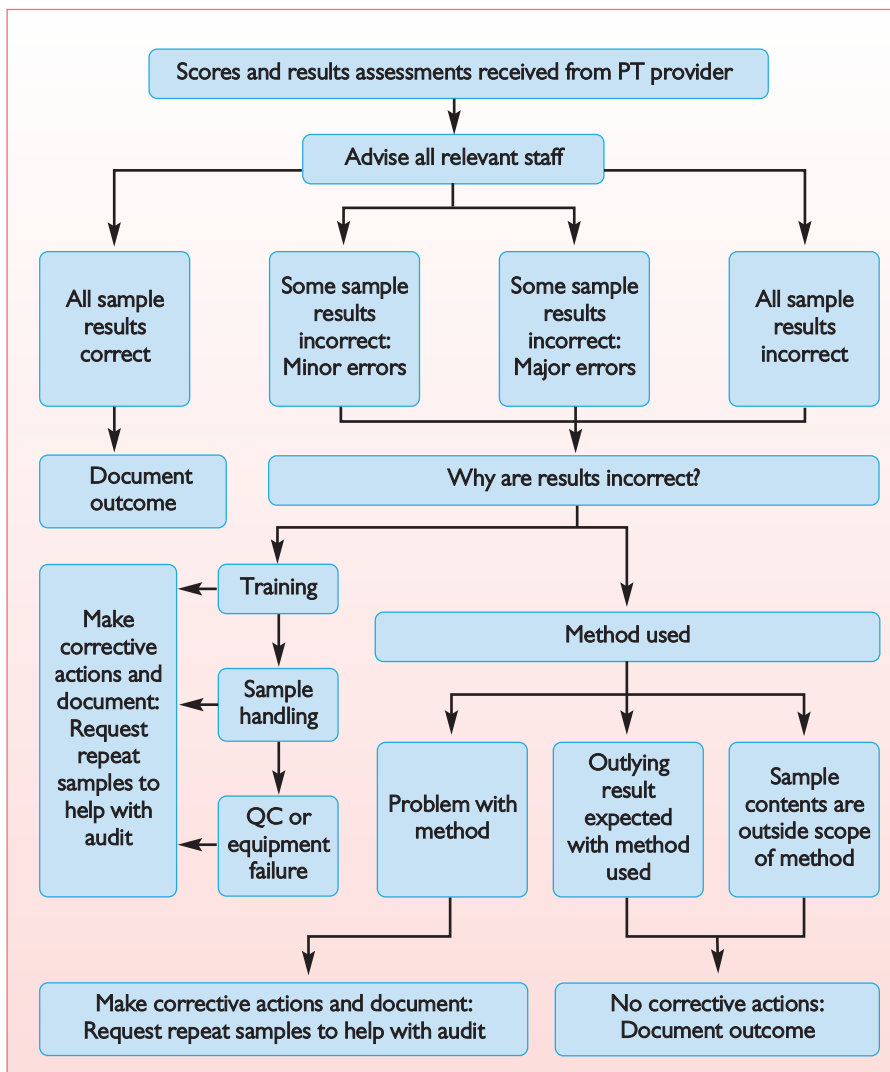 Scores and results assessments received from PT provider
Advise all relevant staff
All sample
results
correct
Some sample
results
incorrect:
Minor errors
Some sample
results
incorrect:
Major errors
All sample
results
incorrect
Document
outcome
Why are results incorrect?
Make
corrective
actions and
document:
Request
repeat
samples to
help with
audit
Training
Sample
handling
QC or
equipment
failure
Method used
Problem with
method
Outlying
result
expected
with method
used
Sample
contents are
outside scope
of method
Make corrective actions and document:
Request repeat samples to help with audit
No corrective actions:
Document outcome